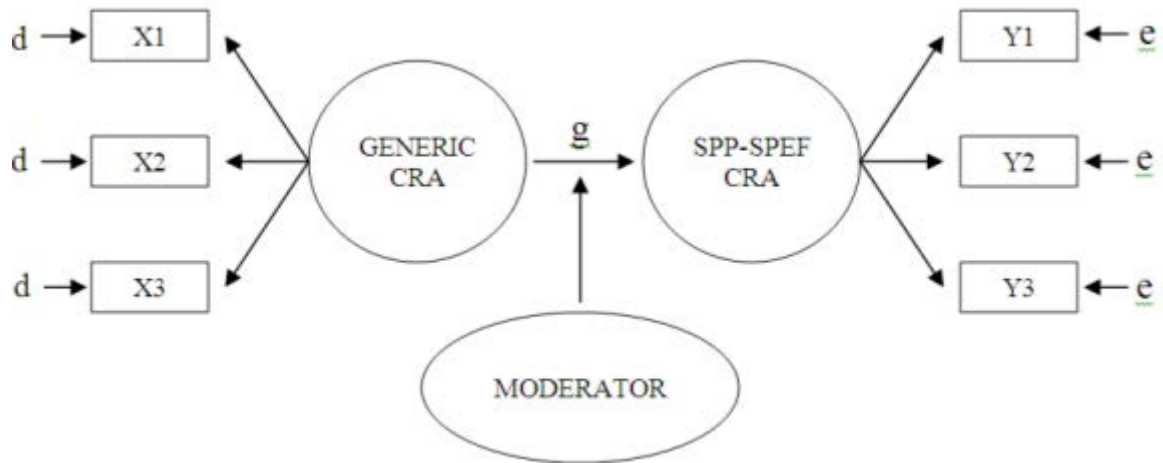 d
X1
Y1
e
g
d
X2
GENERIC
CRA
SPP-SPEF
CRA
Y2
e
d
X3
Y3
e
MODERATOR